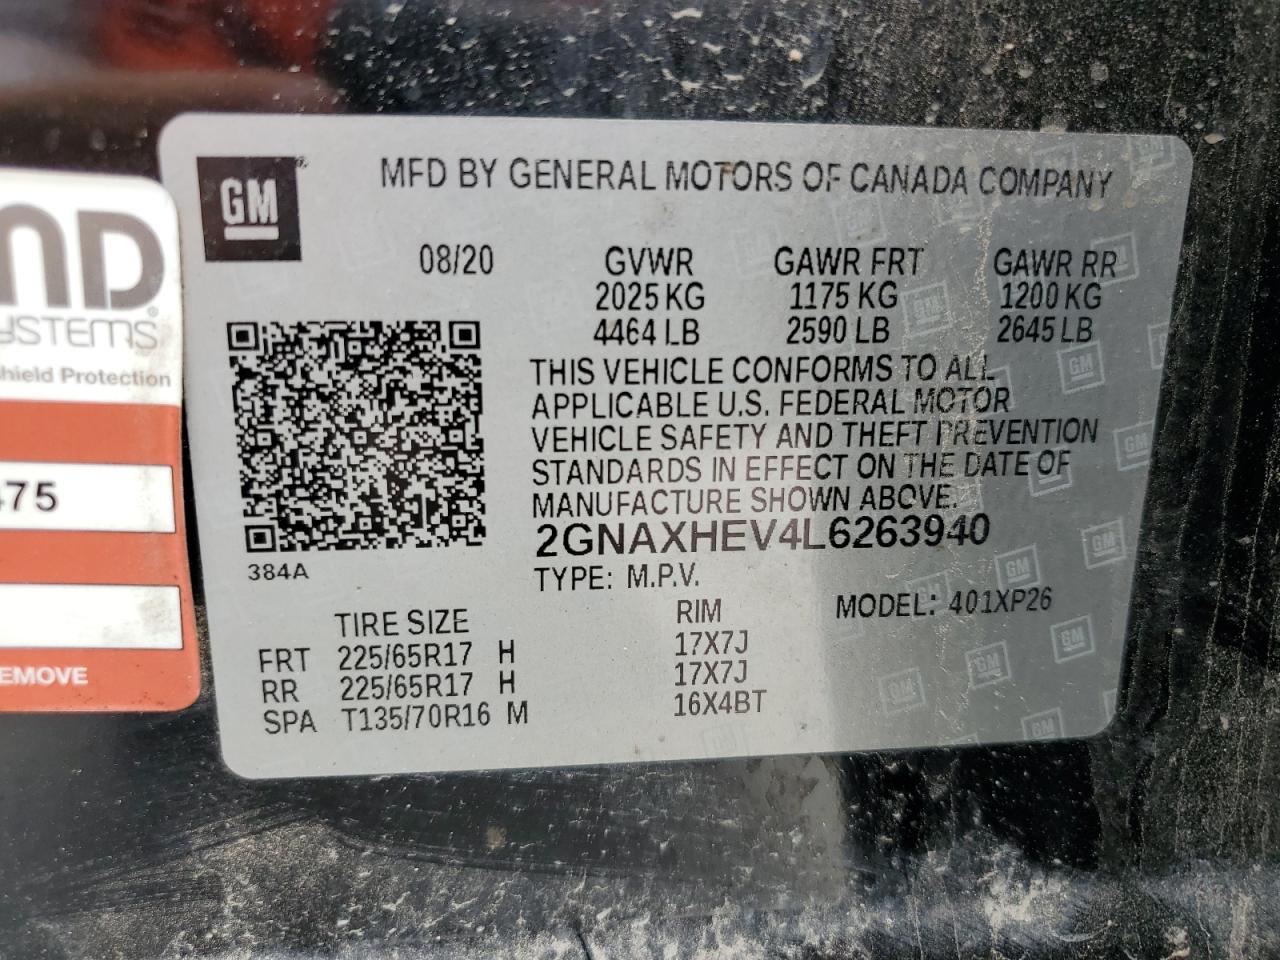 GM
MFD BY GENERAL MOTORS OF CANADA COMPANY
08/20 GVWR GAWR FRT GAWR RR
2025 KG 1175 KG 1200 KG
4464 LB 2590 LB 2645 LB
THIS VEHICLE CONFORMS TO ALL
APPLICABLE U.S. FEDERAL MOTOR
VEHICLE SAFETY AND THEFT PREVENTION
STANDARDS IN EFFECT ON THE DATE OF
MANUFACTURE SHOWN ABOVE.
2GNAXHEV4L6263940
384A
TYPE: M.P.V.
MODEL: 401XP26
TIRE SIZE RIM
FRT 225/65R17 H 17X7J
RR 225/65R17 H 17X7J
SPA T135/70R16 M 16X4BT
ND
YSTEMS®
hield Protection
475
EMOVE